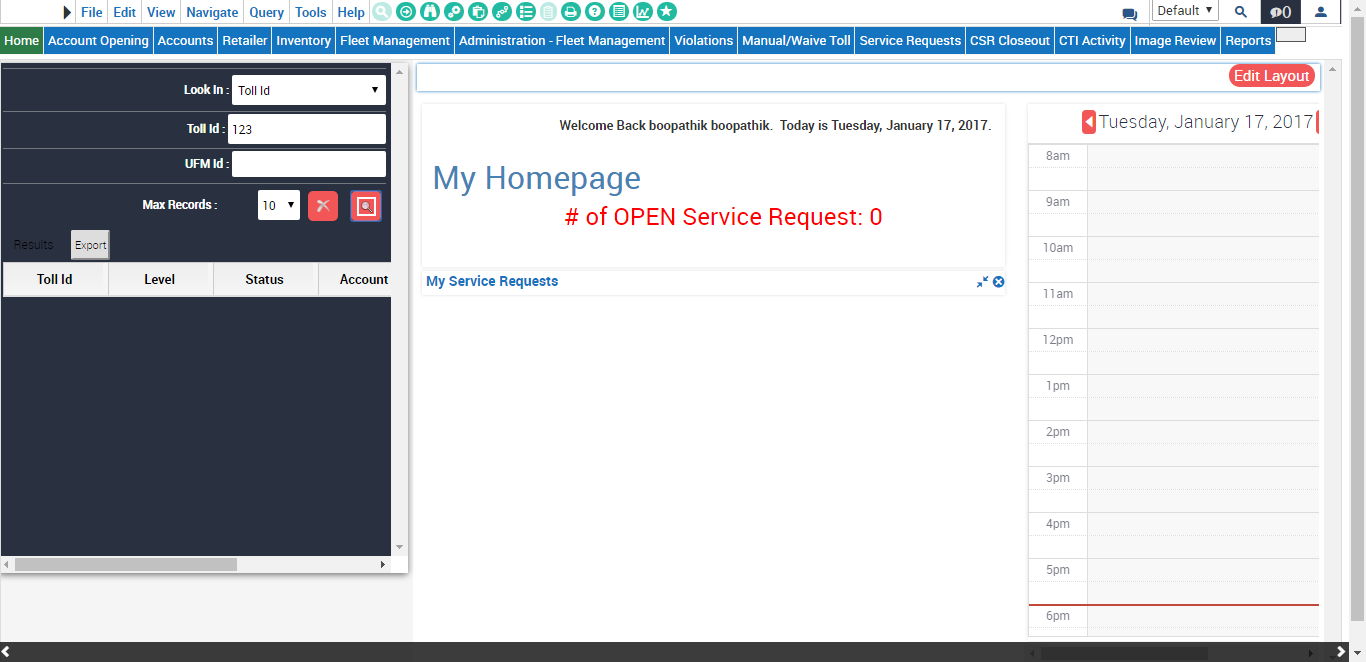 File Edit View Navigate Query Tools Help Default 0
Home Account Opening Accounts Retailer Inventory Fleet Management Administration - Fleet Management Violations Manual/Waive Toll Service Requests CSR Closeout CTI Activity Image Review Reports
Look In : Toll Id
Toll Id : 123
UFM Id :
Max Records : 10
Results Export
Toll Id Level Status Account
Edit Layout
Welcome Back boopathik boopathik. Today is Tuesday, January 17, 2017.
My Homepage
# of OPEN Service Request: 0
My Service Requests
Tuesday, January 17, 2017
8am
9am
10am
11am
12pm
1pm
2pm
3pm
4pm
5pm
6pm